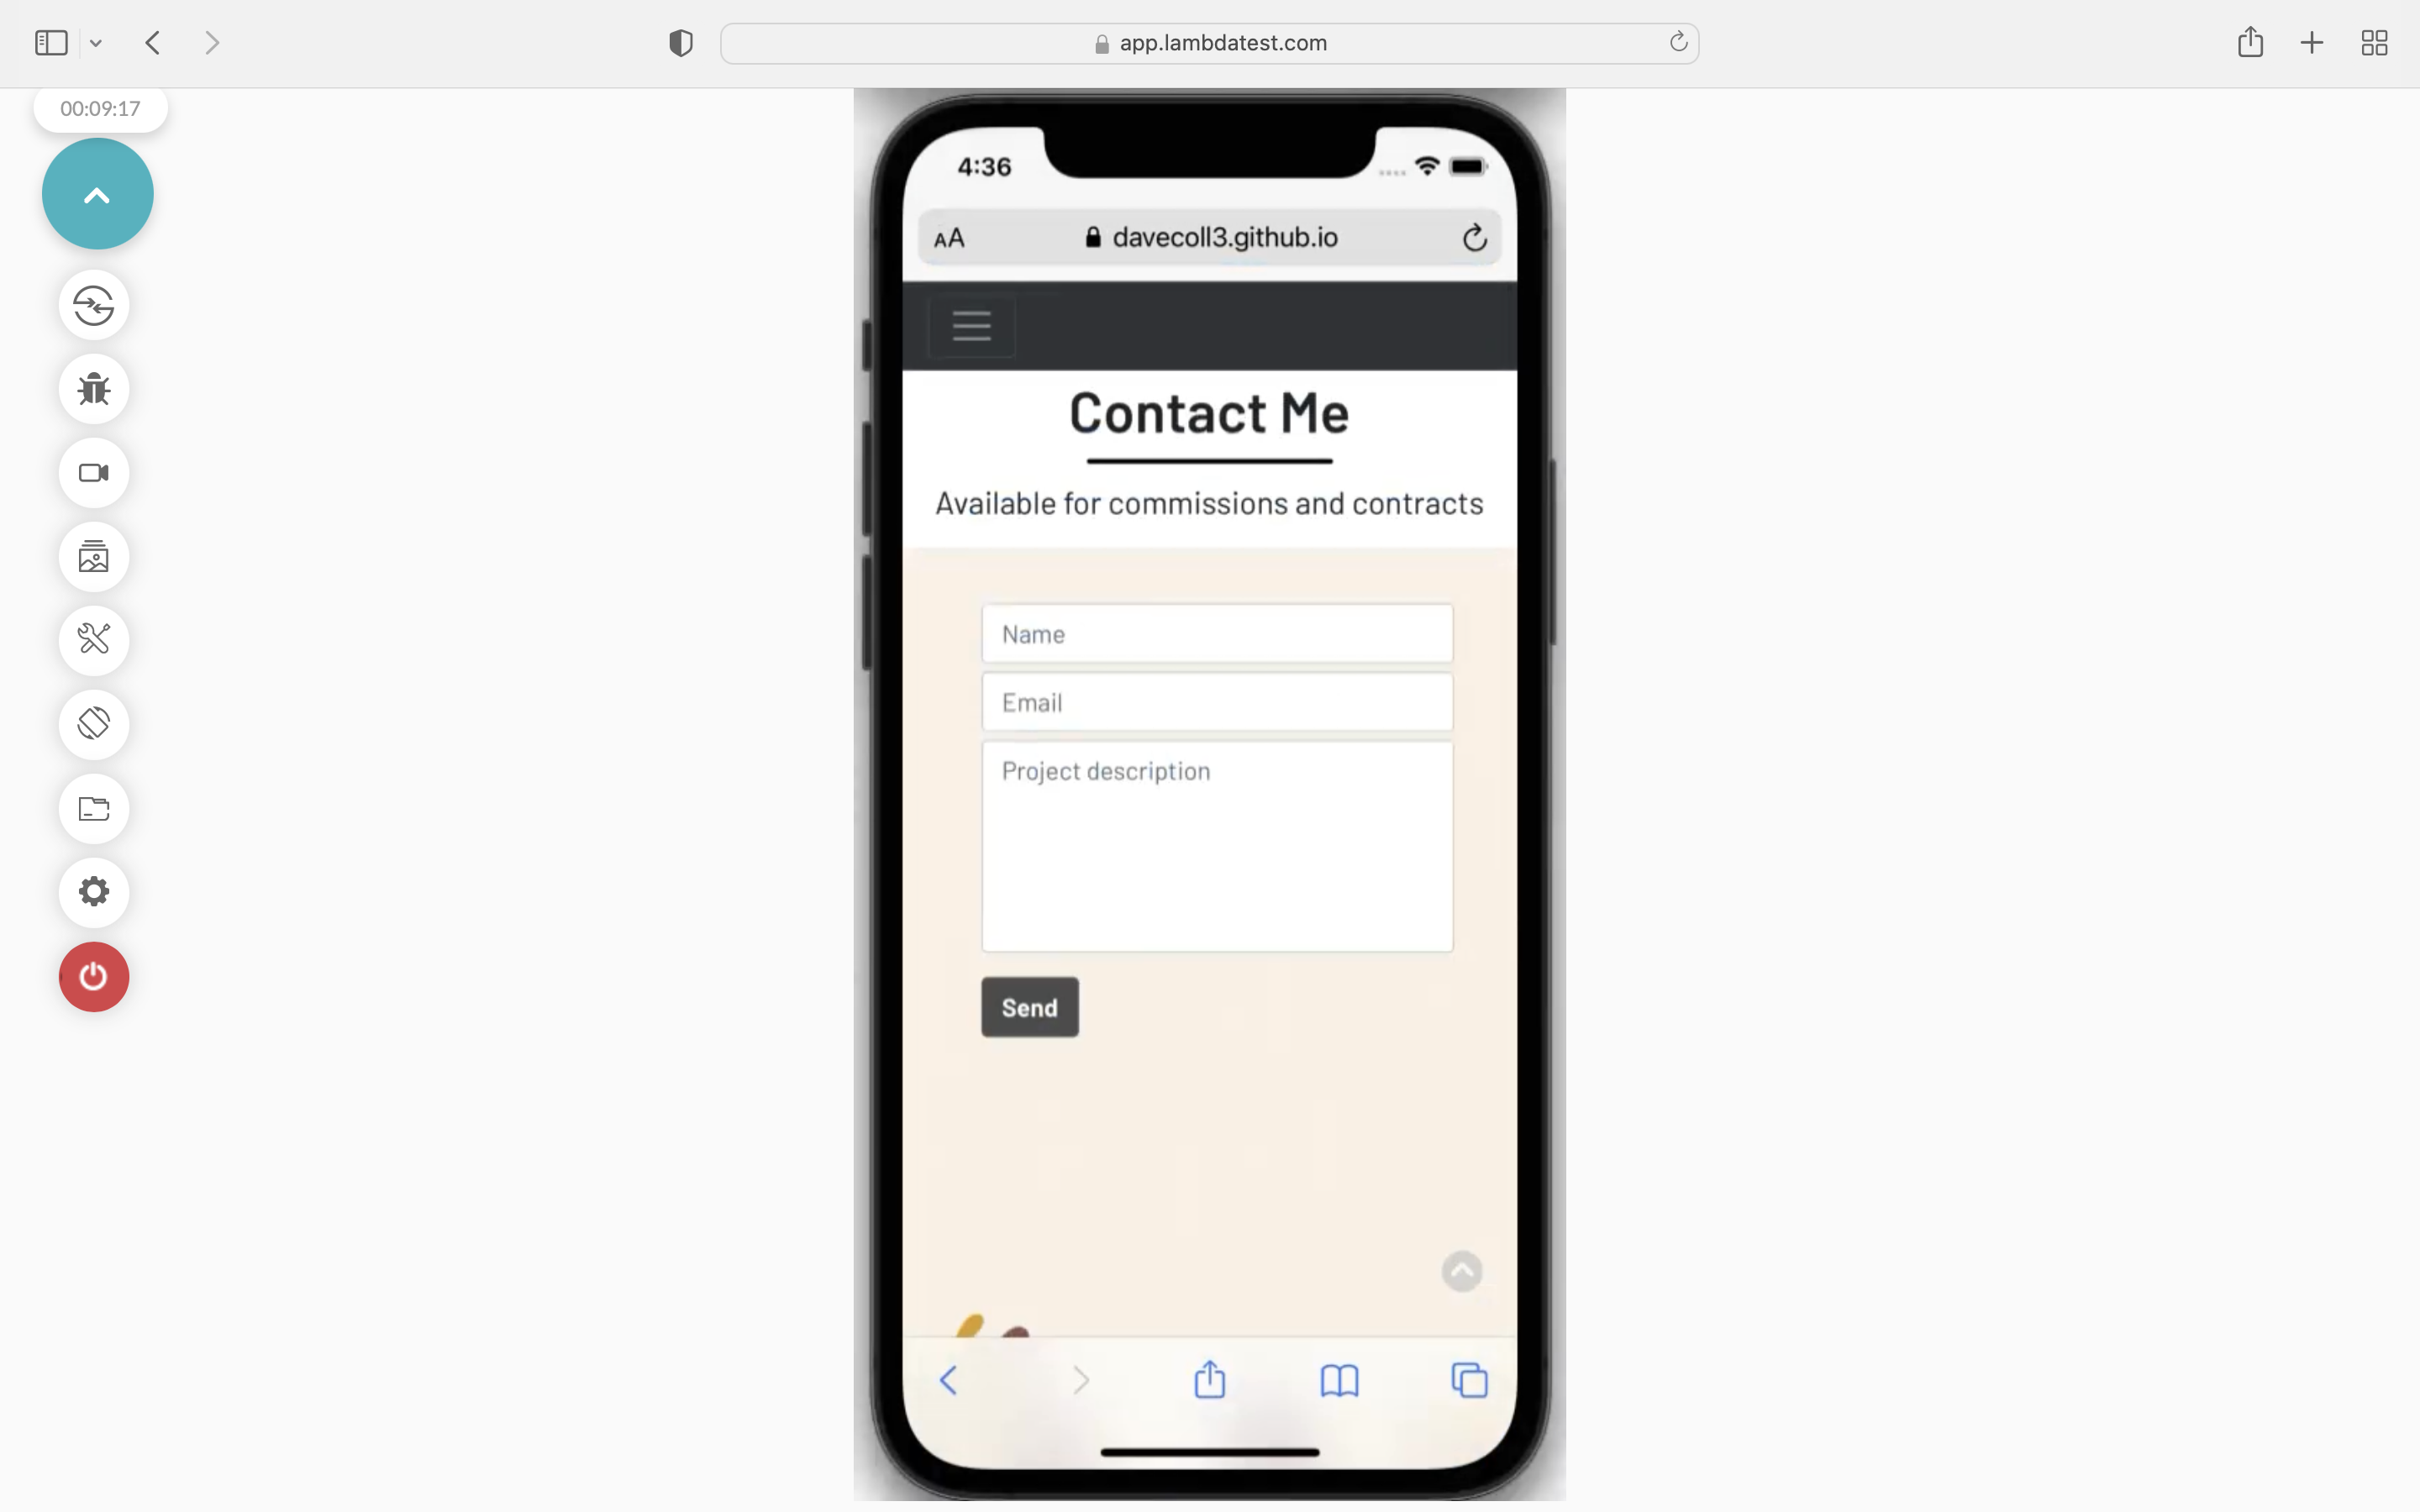 app.lambdatest.com
00:09:17
4:36
AA davecoll3.github.io
Contact Me
Available for commissions and contracts
Name
Email
Project description
Send